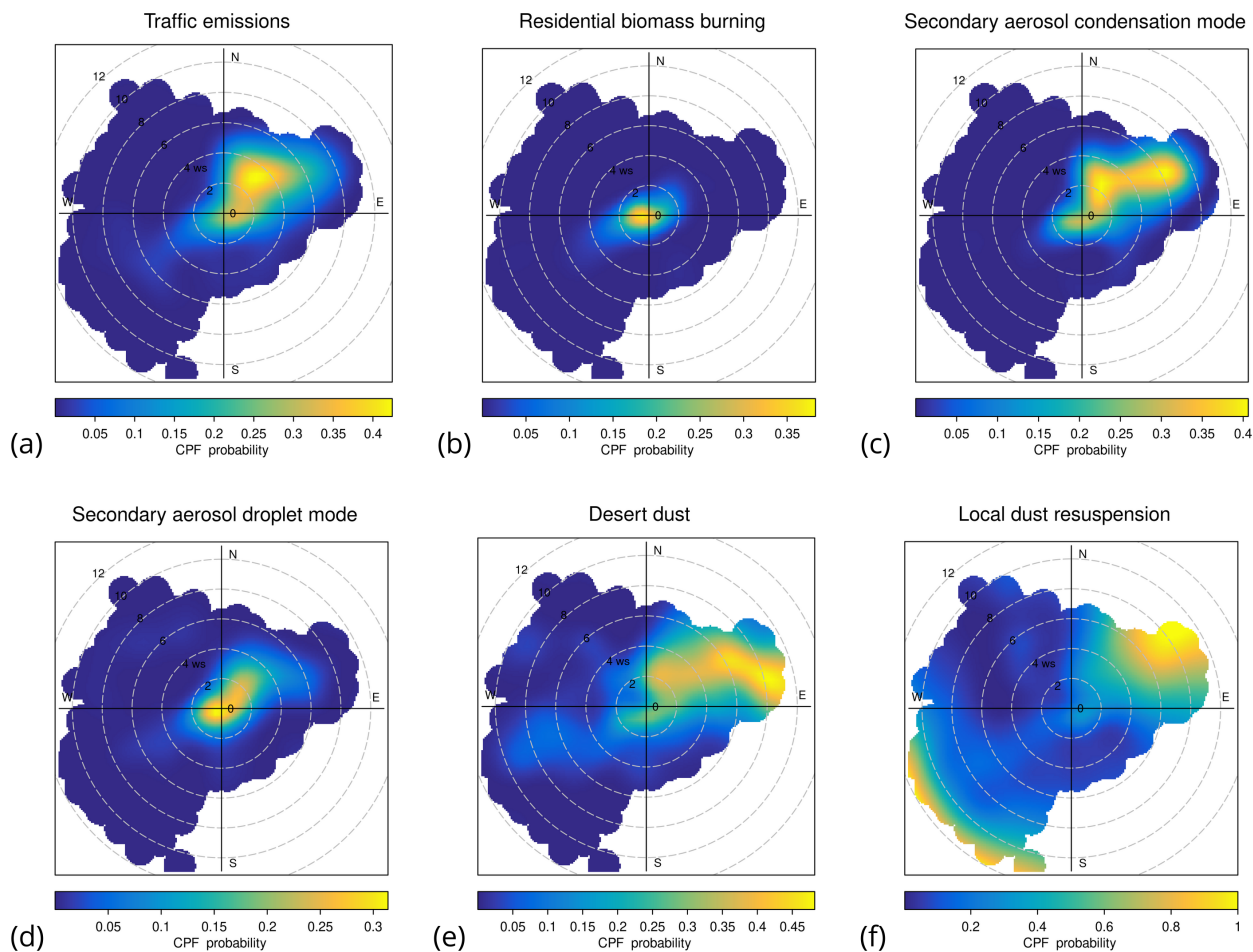 Traffic emissions
Residential biomass burning
Secondary aerosol condensation mode
N
12
10
8
6
4 ws
2
0
W
E
S
0.05 0.1 0.15 0.2 0.25 0.3 0.35 0.4
CPF probability
(a)
N
12
10
8
6
4 ws
2
0
W
E
S
0.05 0.1 0.15 0.2 0.25 0.3 0.35
CPF probability
(b)
N
12
10
8
6
4 ws
2
0
W
E
S
0.05 0.1 0.15 0.2 0.25 0.3 0.35 0.4
CPF probability
(c)
Secondary aerosol droplet mode
Desert dust
Local dust resuspension
N
12
10
8
6
4 ws
2
0
W
E
S
0.05 0.1 0.15 0.2 0.25 0.3
CPF probability
(d)
N
12
10
8
6
4 ws
2
0
W
E
S
0.05 0.1 0.15 0.2 0.25 0.3 0.35 0.4 0.45
CPF probability
(e)
N
12
10
8
6
4 ws
2
0
W
E
S
0.2 0.4 0.6 0.8 1
CPF probability
(f)